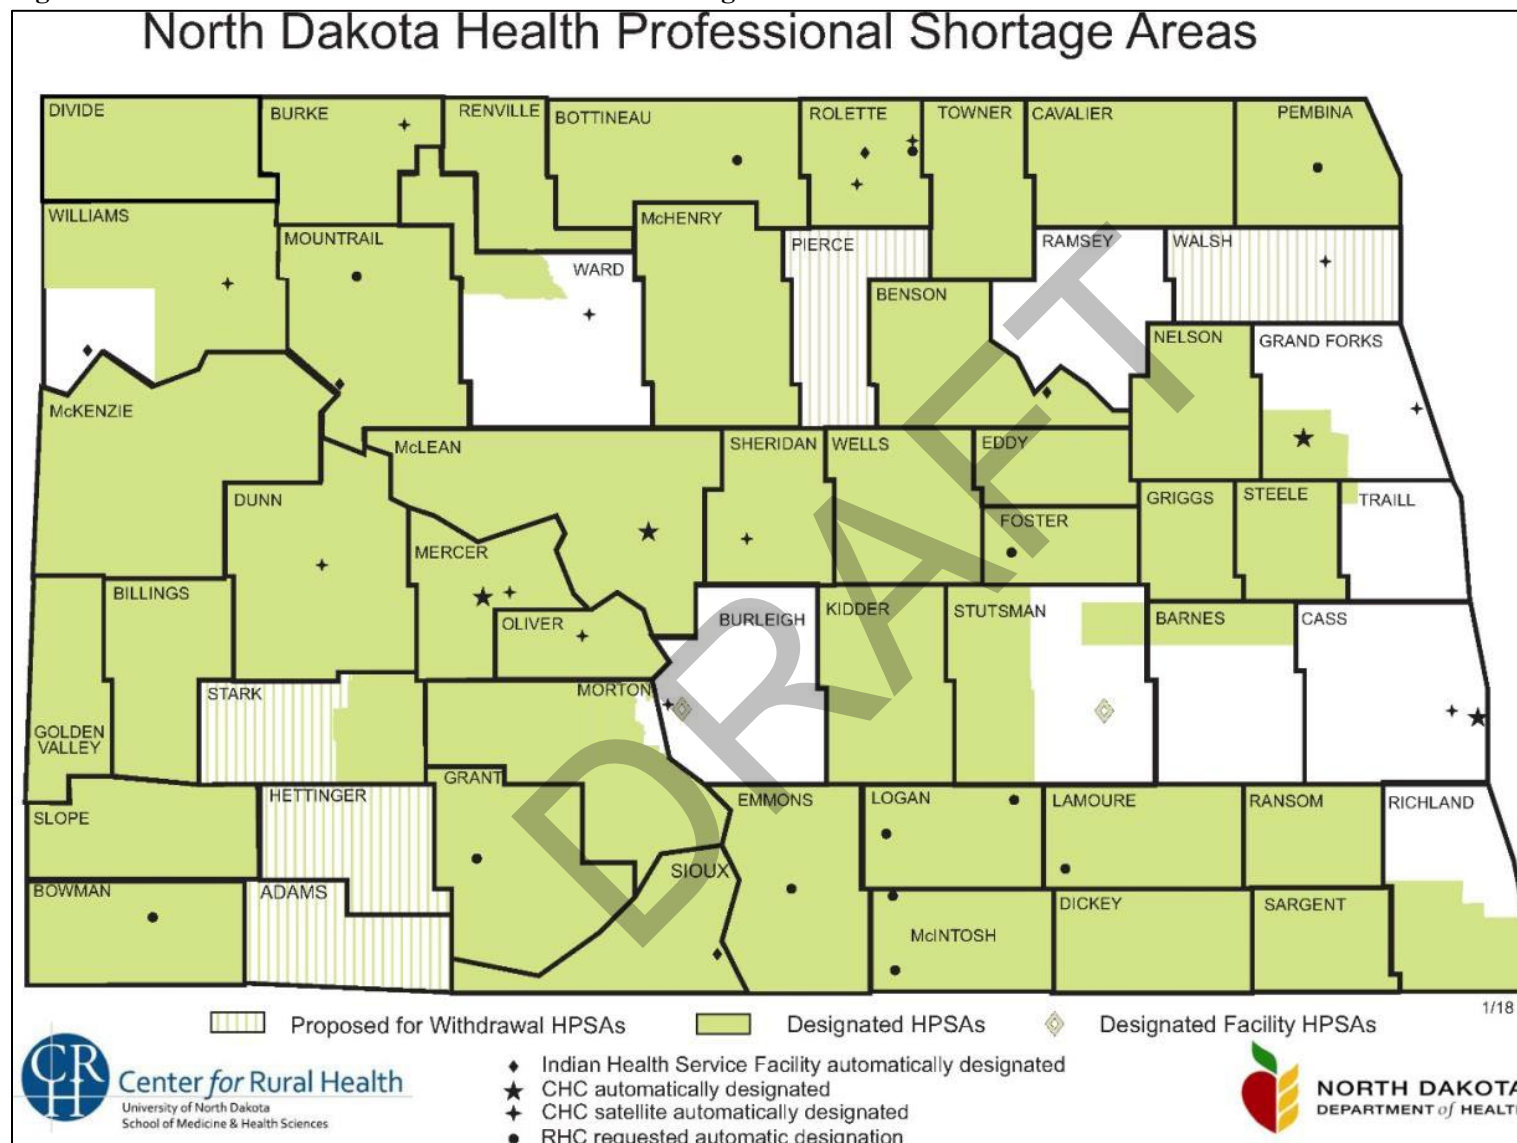 North Dakota Health Professional Shortage Areas
DIVIDE
BURKE
RENVILLE
BOTTINEAU
ROLETTE
TOWNER
CAVALIER
PEMBINA
WILLIAMS
MOUNTRAIL
McHENRY
PIERCE
RAMSEY
WALSH
WARD
BENSON
NELSON
GRAND FORKS
McKENZIE
McLEAN
SHERIDAN
WELLS
EDDY
DUNN
GRIGGS
STEELE
TRAILL
FOSTER
MERCER
BILLINGS
OLIVER
BURLEIGH
KIDDER
STUTSMAN
BARNES
CASS
STARK
MORTON
GOLDEN
VALLEY
GRANT
HETTINGER
EMMONS
LOGAN
LAMOURE
RANSOM
RICHLAND
SLOPE
SIOUX
BOWMAN
ADAMS
DICKEY
SARGENT
McINTOSH
DRAFT
1/18
Proposed for Withdrawal HPSAs
Designated HPSAs
Designated Facility HPSAs
Indian Health Service Facility automatically designated
CHC automatically designated
CHC satellite automatically designated
RHC requested automatic designation
CRH
Center for Rural Health
University of North Dakota
School of Medicine & Health Sciences
NORTH DAKOTA
DEPARTMENT of HEALTH